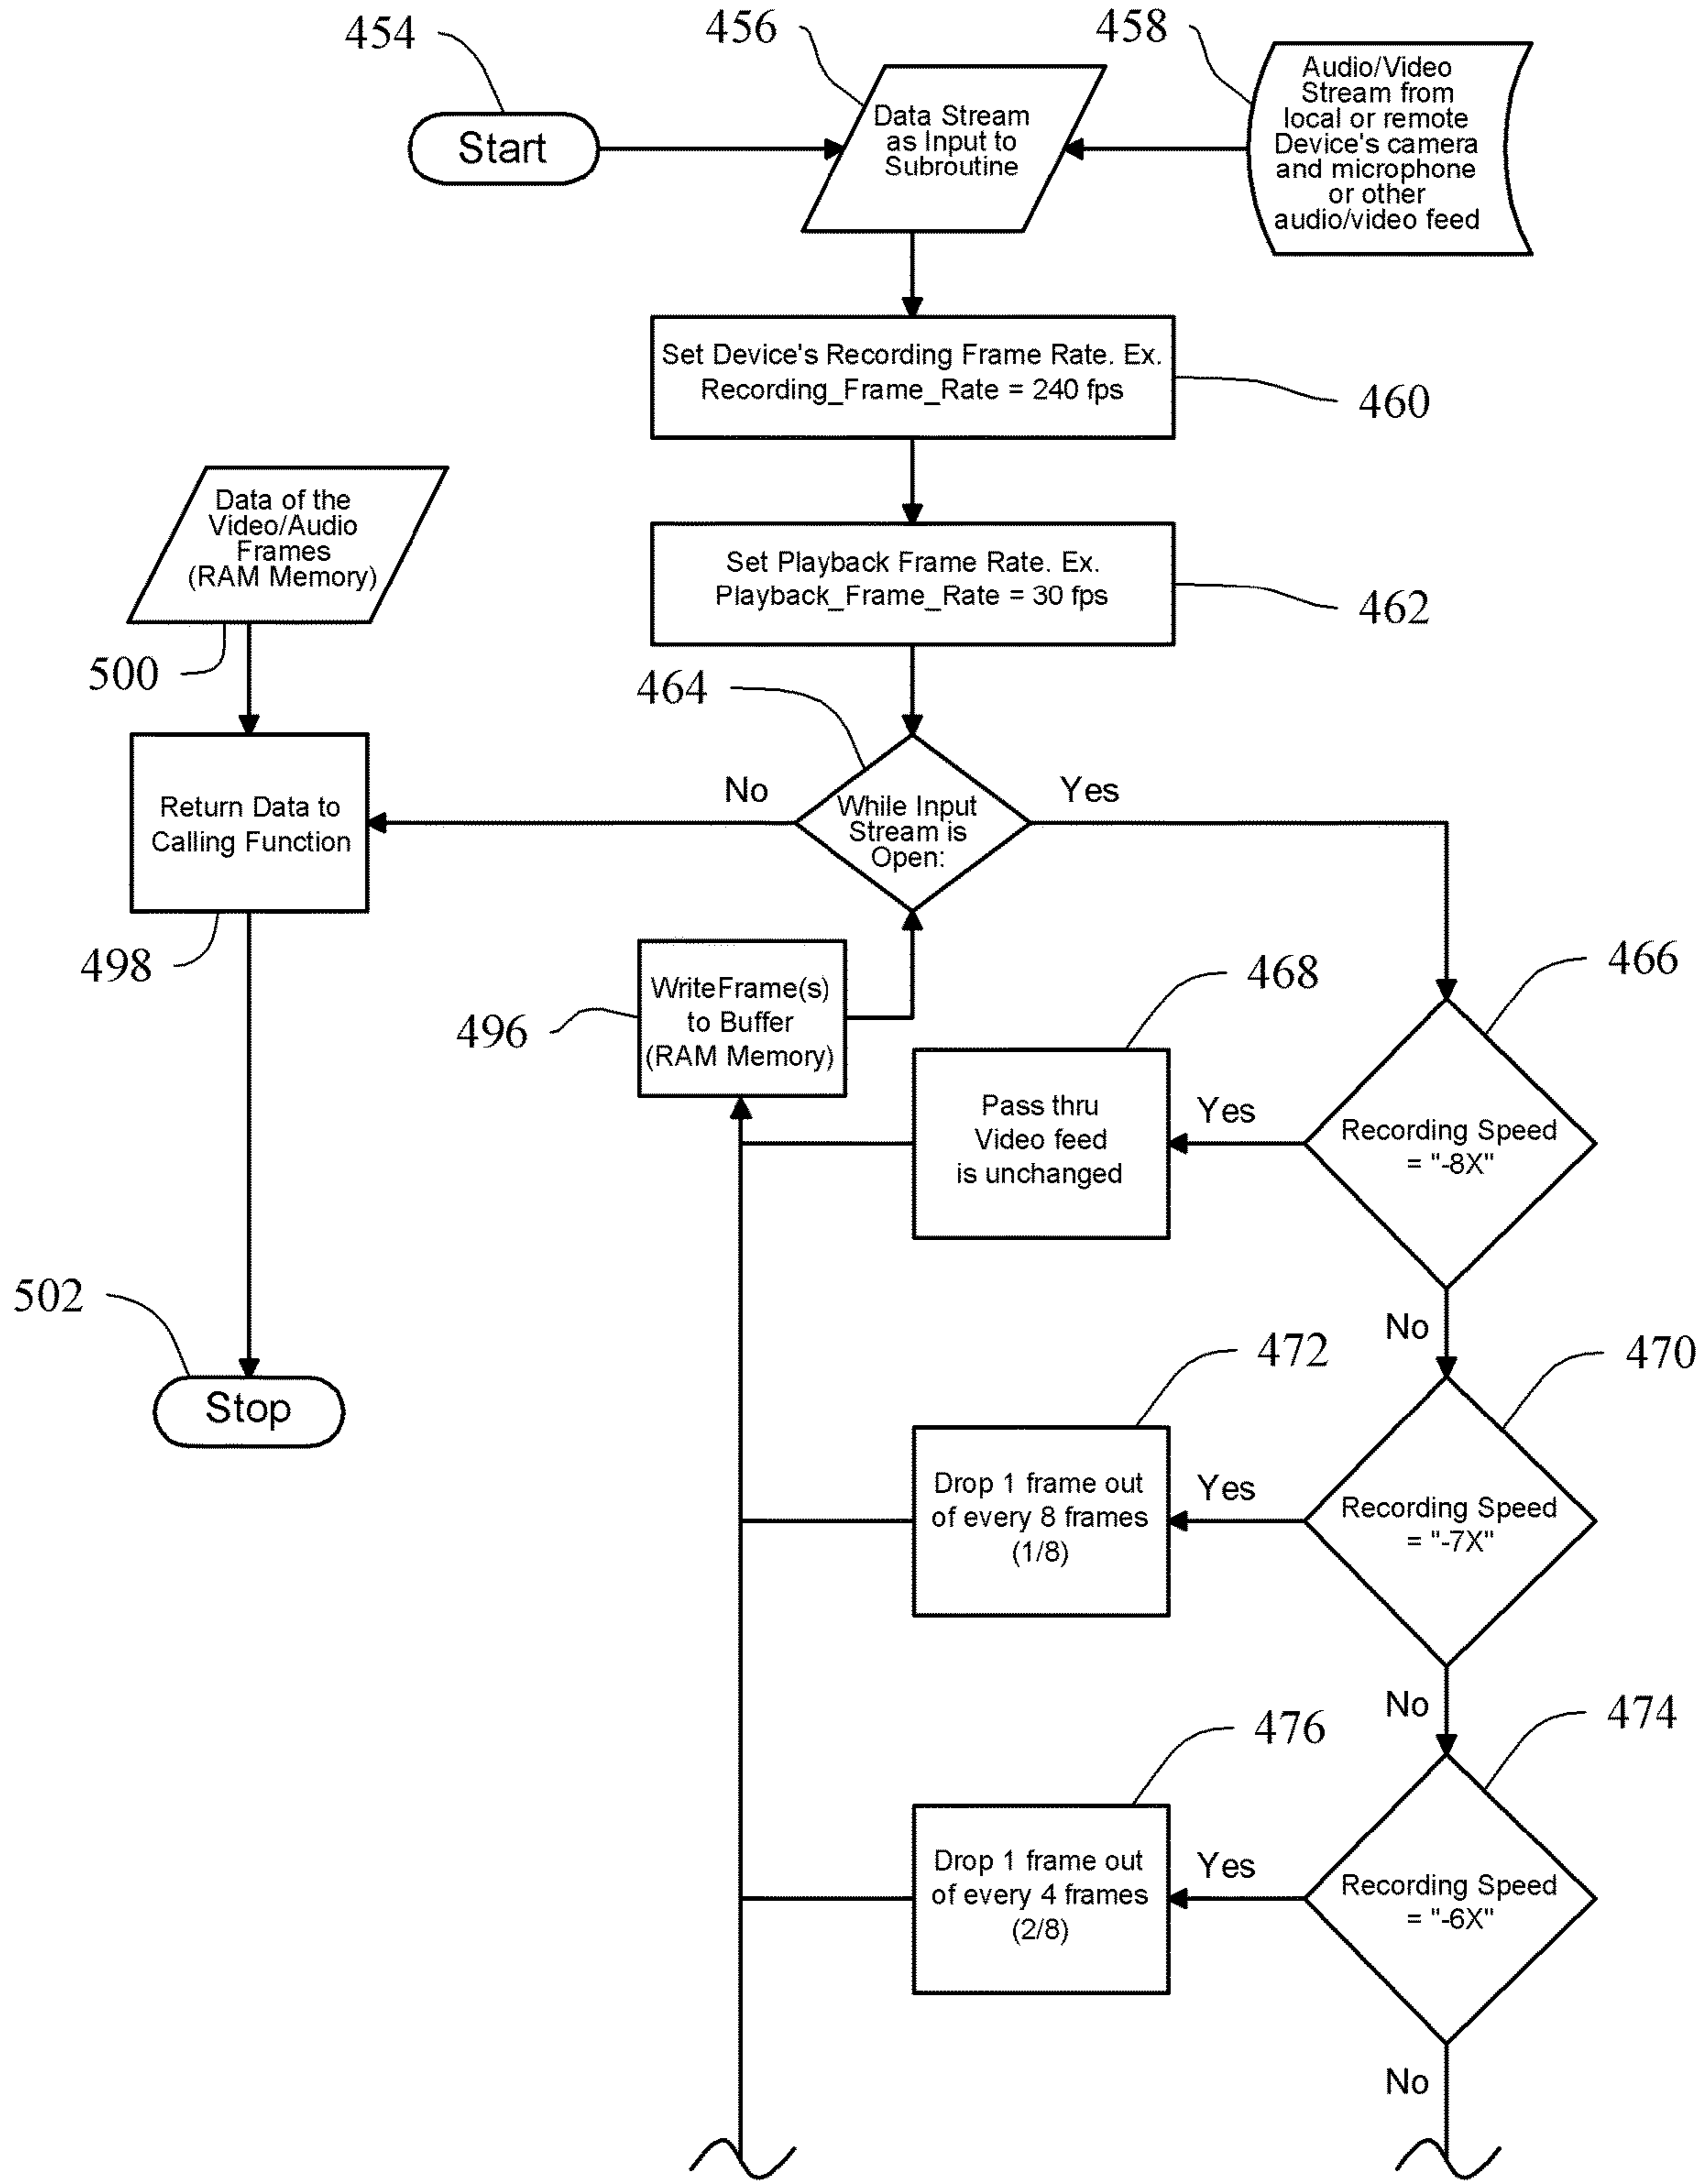 454
Start
456
Data Stream
as Input to
Subroutine
458
Audio/Video
Stream from
local or remote
Device's camera
and microphone
or other
audio/video feed
Set Device's Recording Frame Rate. Ex.
Recording_Frame_Rate = 240 fps
460
Set Playback Frame Rate. Ex.
Playback_Frame_Rate = 30 fps
462
Data of the
Video/Audio
Frames
(RAM Memory)
500
464
While Input
Stream is
Open:
No
Yes
Return Data to
Calling Function
498
WriteFrame(s)
to Buffer
(RAM Memory)
496
466
Recording Speed
= "-8X"
Yes
468
Pass thru
Video feed
is unchanged
No
502
Stop
470
Recording Speed
= "-7X"
Yes
472
Drop 1 frame out
of every 8 frames
(1/8)
No
474
Recording Speed
= "-6X"
Yes
476
Drop 1 frame out
of every 4 frames
(2/8)
No